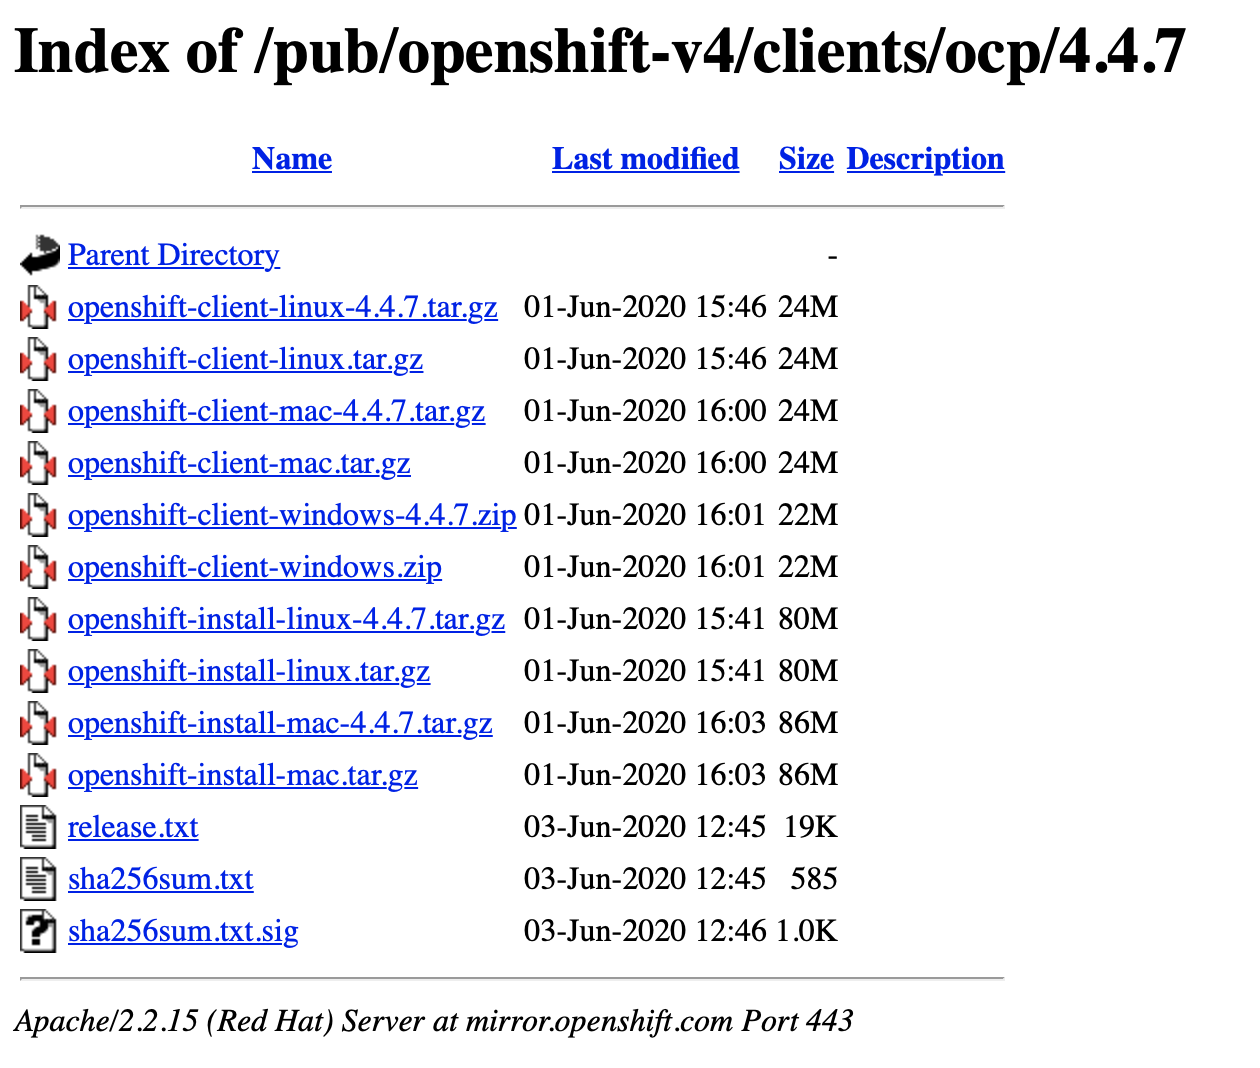 Index of /pub/openshift-v4/clients/ocp/4.4.7
Name Last modified Size Description
Parent Directory -
openshift-client-linux-4.4.7.tar.gz 01-Jun-2020 15:46 24M
openshift-client-linux.tar.gz 01-Jun-2020 15:46 24M
openshift-client-mac-4.4.7.tar.gz 01-Jun-2020 16:00 24M
openshift-client-mac.tar.gz 01-Jun-2020 16:00 24M
openshift-client-windows-4.4.7.zip 01-Jun-2020 16:01 22M
openshift-client-windows.zip 01-Jun-2020 16:01 22M
openshift-install-linux-4.4.7.tar.gz 01-Jun-2020 15:41 80M
openshift-install-linux.tar.gz 01-Jun-2020 15:41 80M
openshift-install-mac-4.4.7.tar.gz 01-Jun-2020 16:03 86M
openshift-install-mac.tar.gz 01-Jun-2020 16:03 86M
release.txt 03-Jun-2020 12:45 19K
sha256sum.txt 03-Jun-2020 12:45 585
sha256sum.txt.sig 03-Jun-2020 12:46 1.0K
Apache/2.2.15 (Red Hat) Server at mirror.openshift.com Port 443